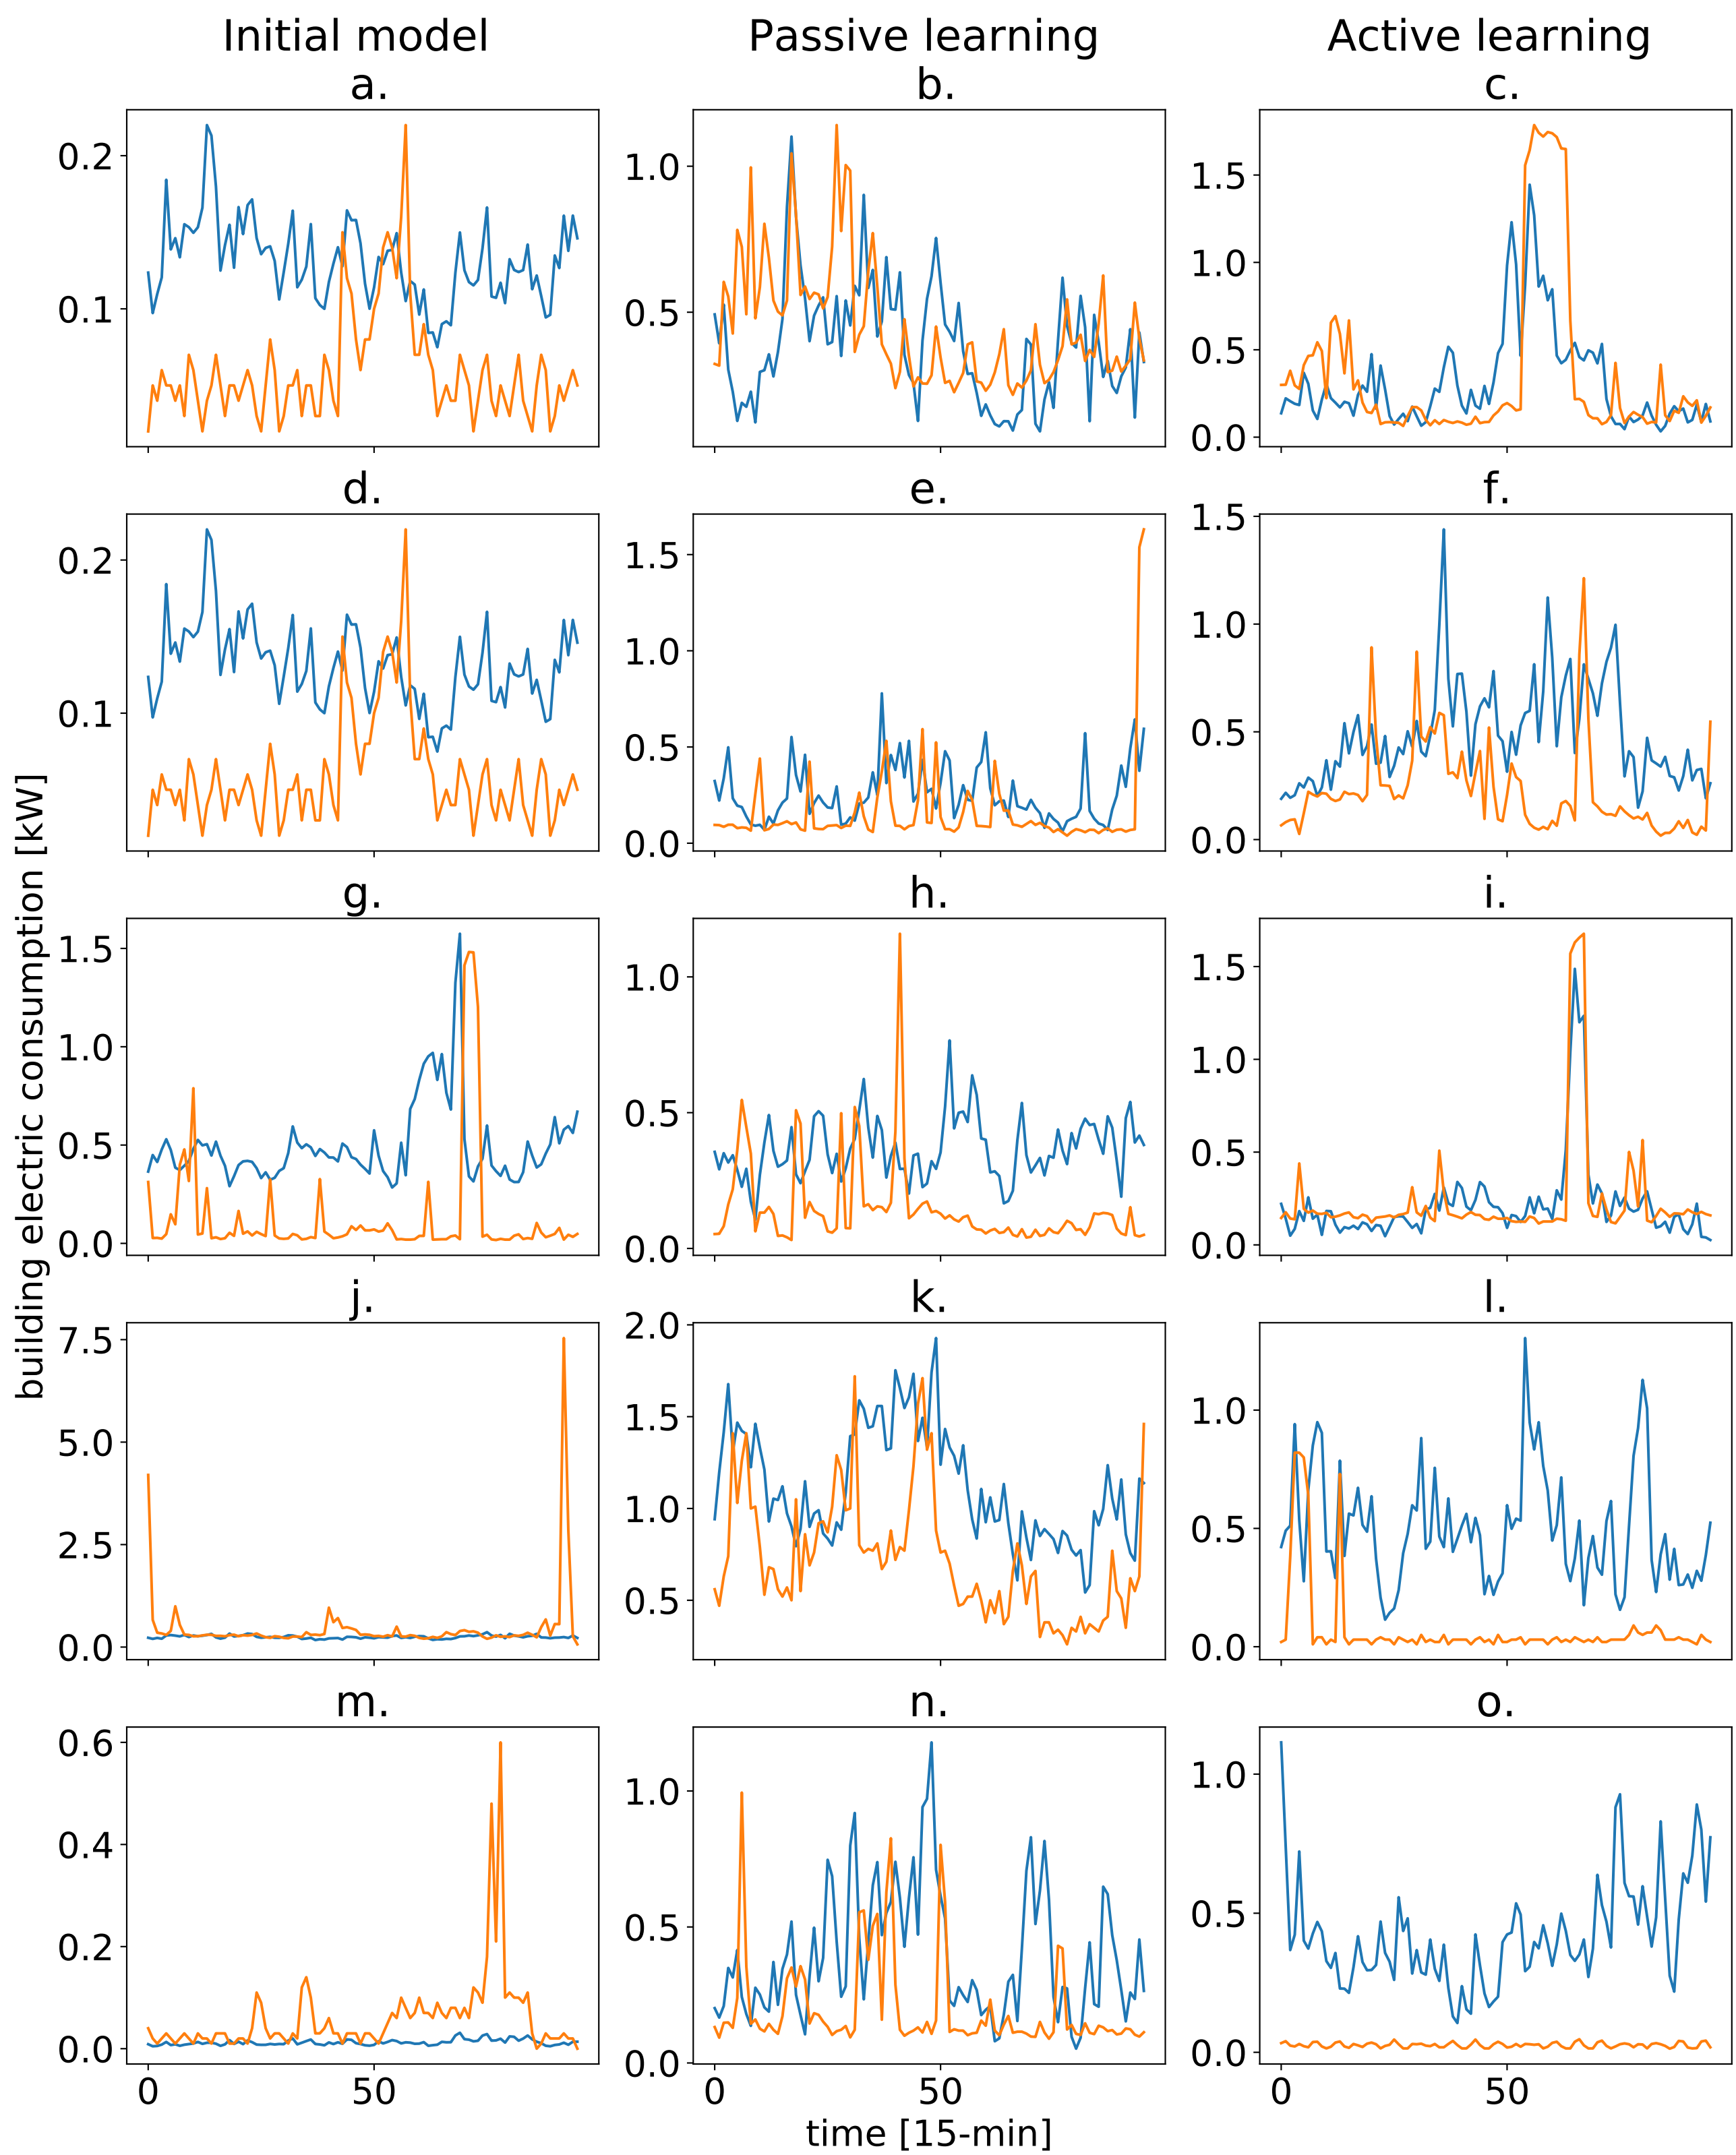 Initial model
Passive learning
Active learning
a.
b.
c.
0.2
0.1
1.0
0.5
1.5
1.0
0.5
0.0
d.
e.
f.
0.2
0.1
1.5
1.0
0.5
0.0
1.5
1.0
0.5
0.0
g.
h.
i.
1.5
1.0
0.5
0.0
1.0
0.5
0.0
1.5
1.0
0.5
0.0
j.
k.
l.
7.5
5.0
2.5
0.0
2.0
1.5
1.0
0.5
1.0
0.5
0.0
m.
n.
o.
0.6
0.4
0.2
0.0
1.0
0.5
0.0
1.0
0.5
0.0
0 50
0 50
0 50
building electric consumption [kW]
time [15-min]